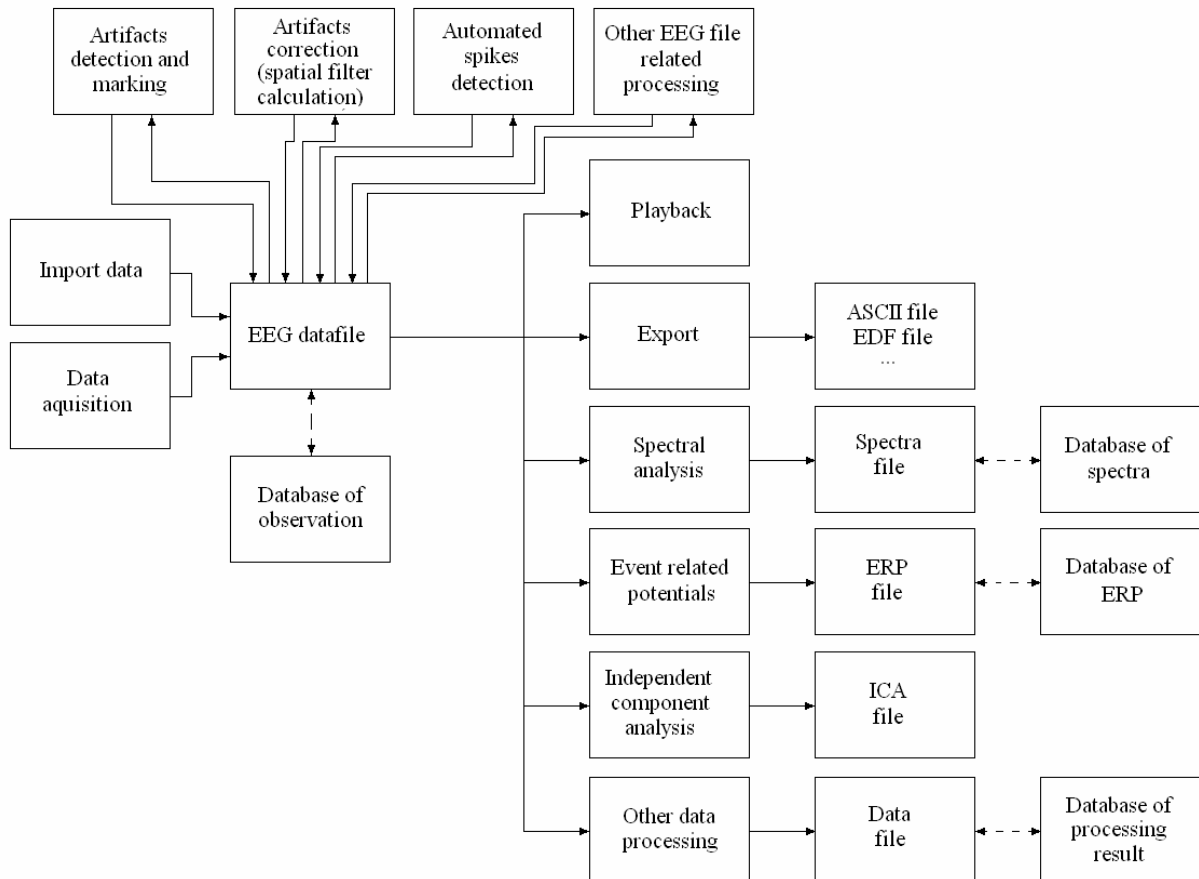 Artifacts
detection and
marking
Artifacts
correction
(spatial filter
calculation)
Automated
spikes
detection
Other EEG file
related
processing
Playback
Import data
EEG datafile
Export
ASCII file
EDF file
...
Data
aquisition
Database of
observation
Spectral
analysis
Spectra
file
Database of
spectra
Event related
potentials
ERP
file
Database of
ERP
Independent
component
analysis
ICA
file
Other data
processing
Data
file
Database of
processing
result